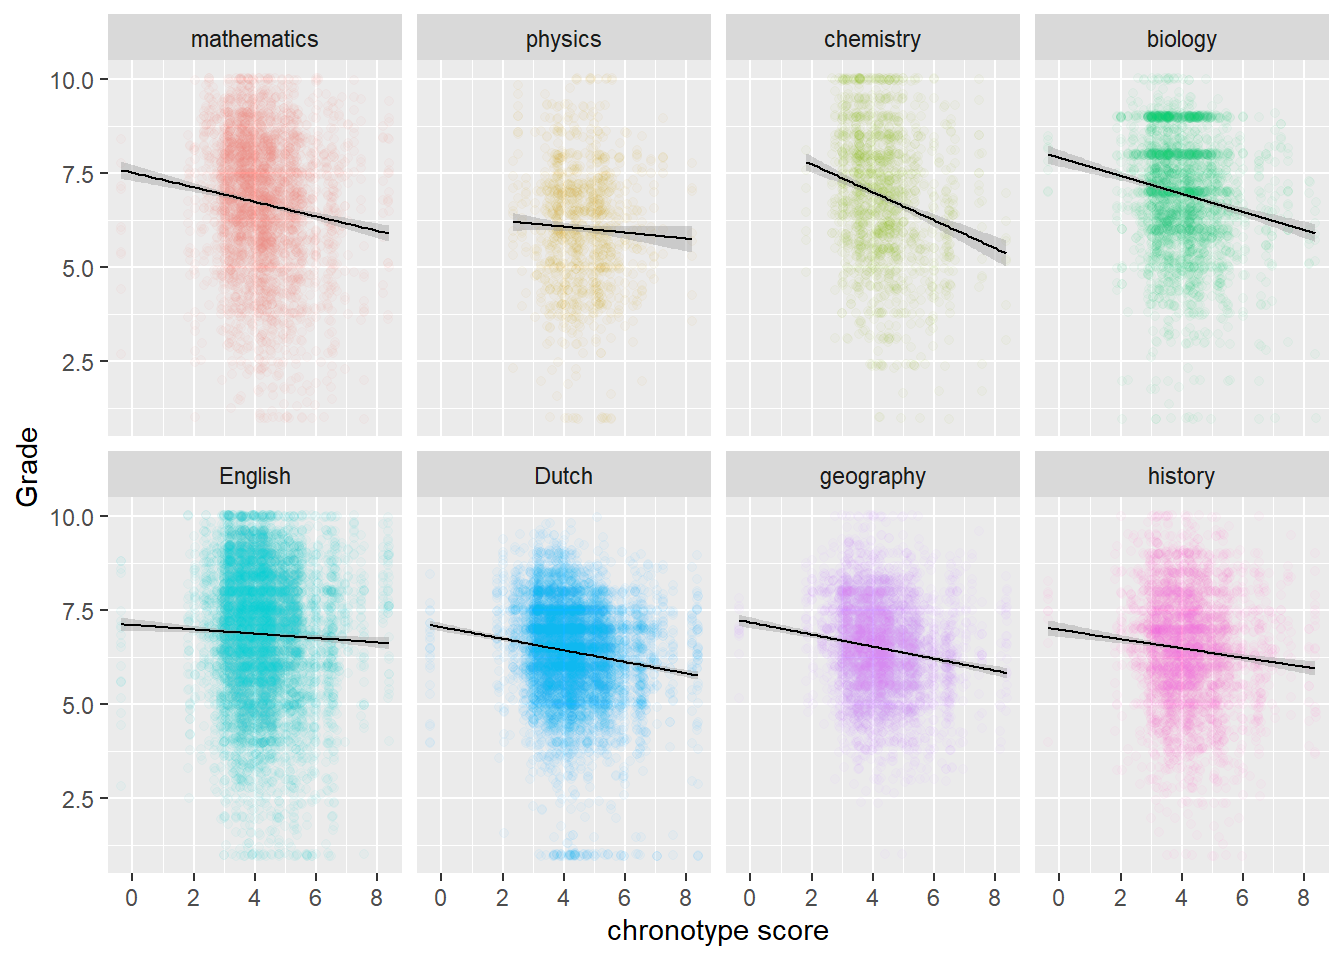 mathematics physics chemistry biology
10.0
7.5
5.0
2.5
Grade
English Dutch geography history
10.0
7.5
5.0
2.5
0 2 4 6 8 0 2 4 6 8 0 2 4 6 8 0 2 4 6 8
chronotype score